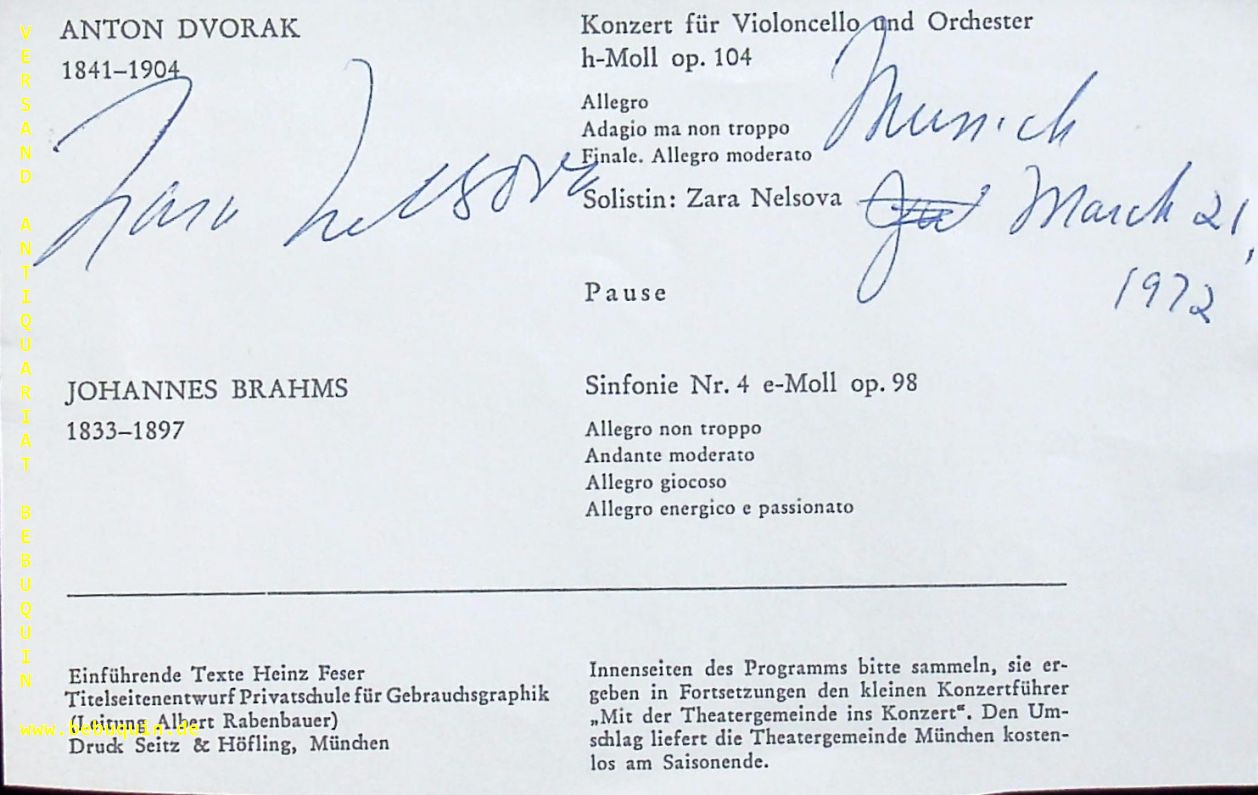 ANTON DVORAK
1841–1904
Konzert für Violoncello und Orchester
h-Moll op. 104
Allegro
Adagio ma non troppo
Finale. Allegro moderato
Solistin: Zara Nelsova
Zara Nelsova
Munich
March 21,
1972
Pause
JOHANNES BRAHMS
1833–1897
Sinfonie Nr. 4 e-Moll op. 98
Allegro non troppo
Andante moderato
Allegro giocoso
Allegro energico e passionato
Einführende Texte Heinz Feser
Titelseitenentwurf Privatschule für Gebrauchsgraphik
(Leitung Albert Rabenbauer)
Druck Seitz & Höfling, München
Innenseiten des Programms bitte sammeln, sie er-
geben in Fortsetzungen den kleinen Konzertführer
„Mit der Theatergemeinde ins Konzert“. Den Um-
schlag liefert die Theatergemeinde München kosten-
los am Saisonende.
VERSAND ANTIQUARIAT BEBUQUIN
www.bebuquin.de